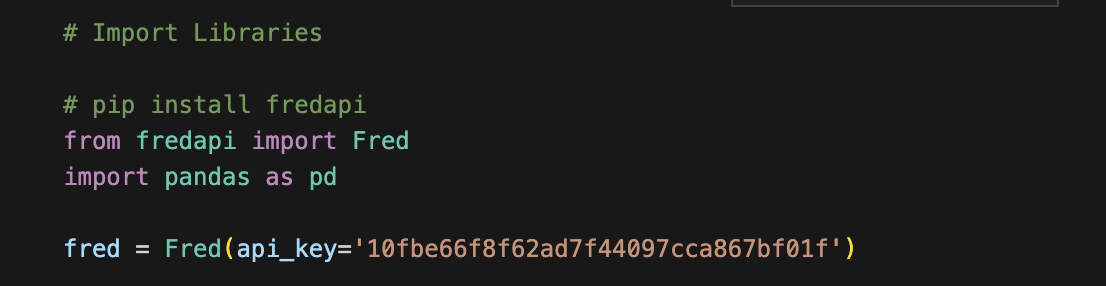 # Import Libraries
# pip install fredapi
from fredapi import Fred
import pandas as pd
fred = Fred(api_key='10fbe66f8f62ad7f44097cca867bf01f')